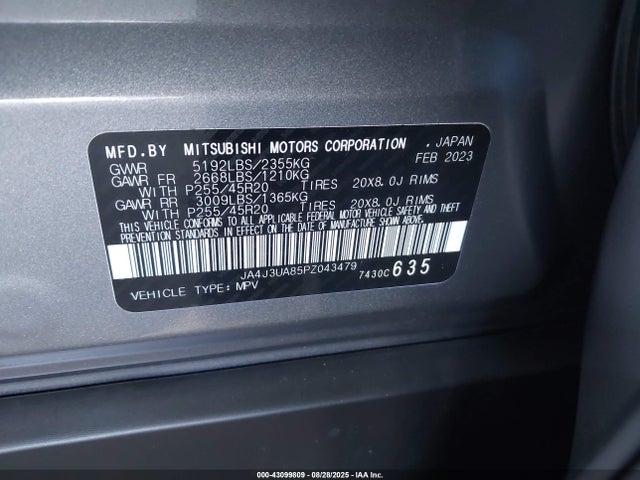 MFD.BY MITSUBISHI MOTORS CORPORATION . JAPAN
GVWR 5192LBS/2355KG FEB 2023
GAWR FR 2668LBS/1210KG
WITH P255/45R20 TIRES 20X8.0J RIMS
GAWR RR 3009LBS/1365KG
WITH P255/45R20 TIRES 20X8.0J RIMS
THIS VEHICLE CONFORMS TO ALL APPLICABLE FEDERAL MOTOR VEHICLE SAFETY AND THEFT
PREVENTION STANDARDS IN EFFECT ON THE DATE OF MANUFACTURE SHOWN ABOVE.
JA4J3UA85PZ043479 7430C 635
VEHICLE TYPE: MPV
000-43099809 - 08/28/2025 - IAAI INC.